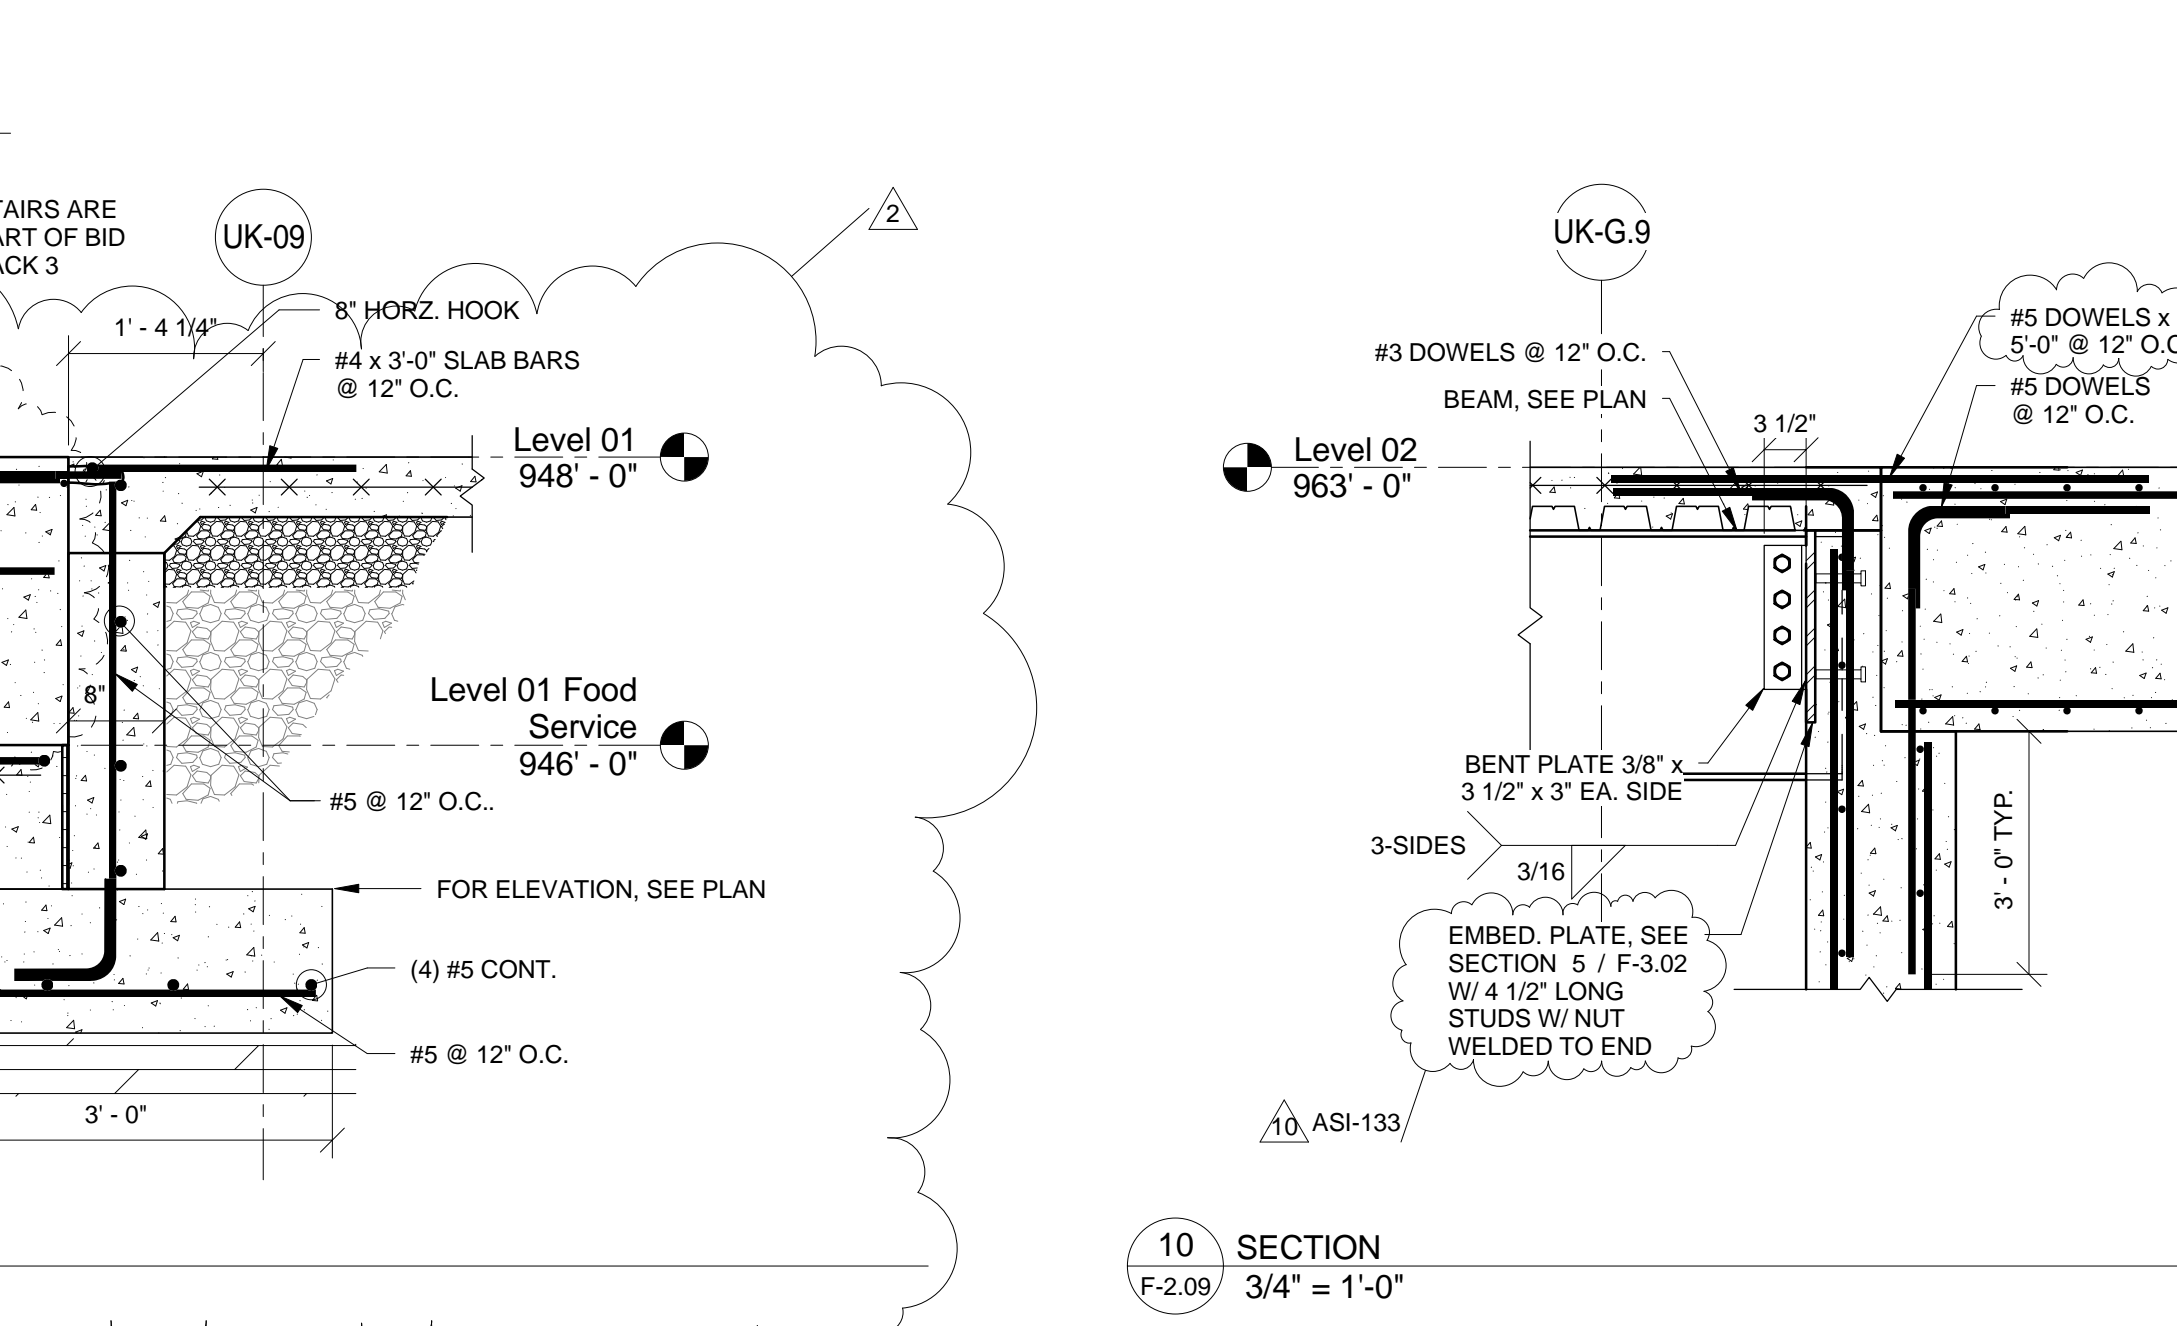 TAIRS ARE
ART OF BID
ACK 3
UK-09
2
1' - 4 1/4"
8" HORZ. HOOK
#4 x 3'-0" SLAB BARS
@ 12" O.C.
Level 01
948' - 0"
8"
Level 01 Food
Service
946' - 0"
#5 @ 12" O.C..
FOR ELEVATION, SEE PLAN
(4) #5 CONT.
#5 @ 12" O.C.
3' - 0"
UK-G.9
#5 DOWELS x
5'-0" @ 12" O.C
#5 DOWELS
@ 12" O.C.
#3 DOWELS @ 12" O.C.
BEAM, SEE PLAN
3 1/2"
Level 02
963' - 0"
BENT PLATE 3/8" x
3 1/2" x 3" EA. SIDE
3-SIDES
3/16
3' - 0" TYP.
EMBED. PLATE, SEE
SECTION 5 / F-3.02
W/ 4 1/2" LONG
STUDS W/ NUT
WELDED TO END
10 ASI-133
10
F-2.09
SECTION
3/4" = 1'-0"